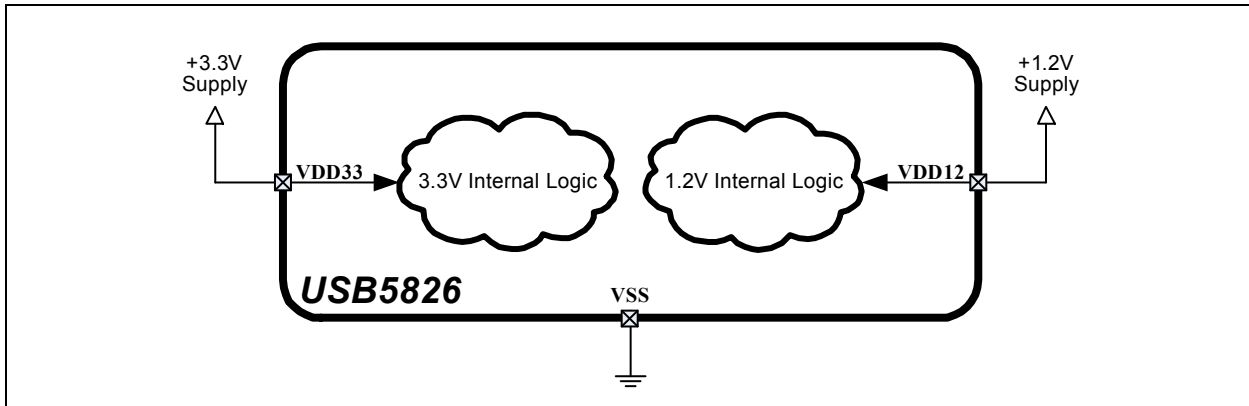 +3.3V
Supply
+1.2V
Supply
VDD33
3.3V Internal Logic
1.2V Internal Logic
VDD12
USB5826
VSS